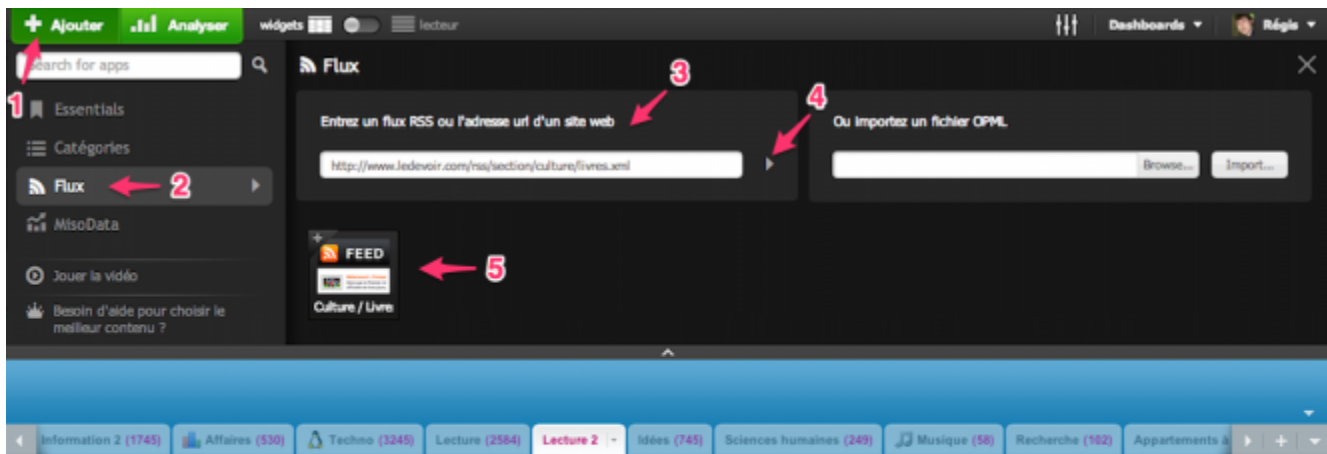 Ajouter Analyser widgets lecteur Dashboards Régis
Search for apps
Flux
1 Essentials
Catégories
Flux 2
MisoData
Jouer la vidéo
Besoin d'aide pour choisir le
meilleur contenu ?
3
4
Entrez un flux RSS ou l'adresse url d'un site web
http://www.ledevoir.com/rss/section/culture/livres.xml
Ou importez un fichier OPML
Browse... Import...
FEED
5
Culture / Livre
Information 2 (1745) Affaires (530) Techno (3245) Lecture (2584) Lecture 2 Idées (745) Sciences humaines (249) Musique (58) Recherche (102) Appartements à